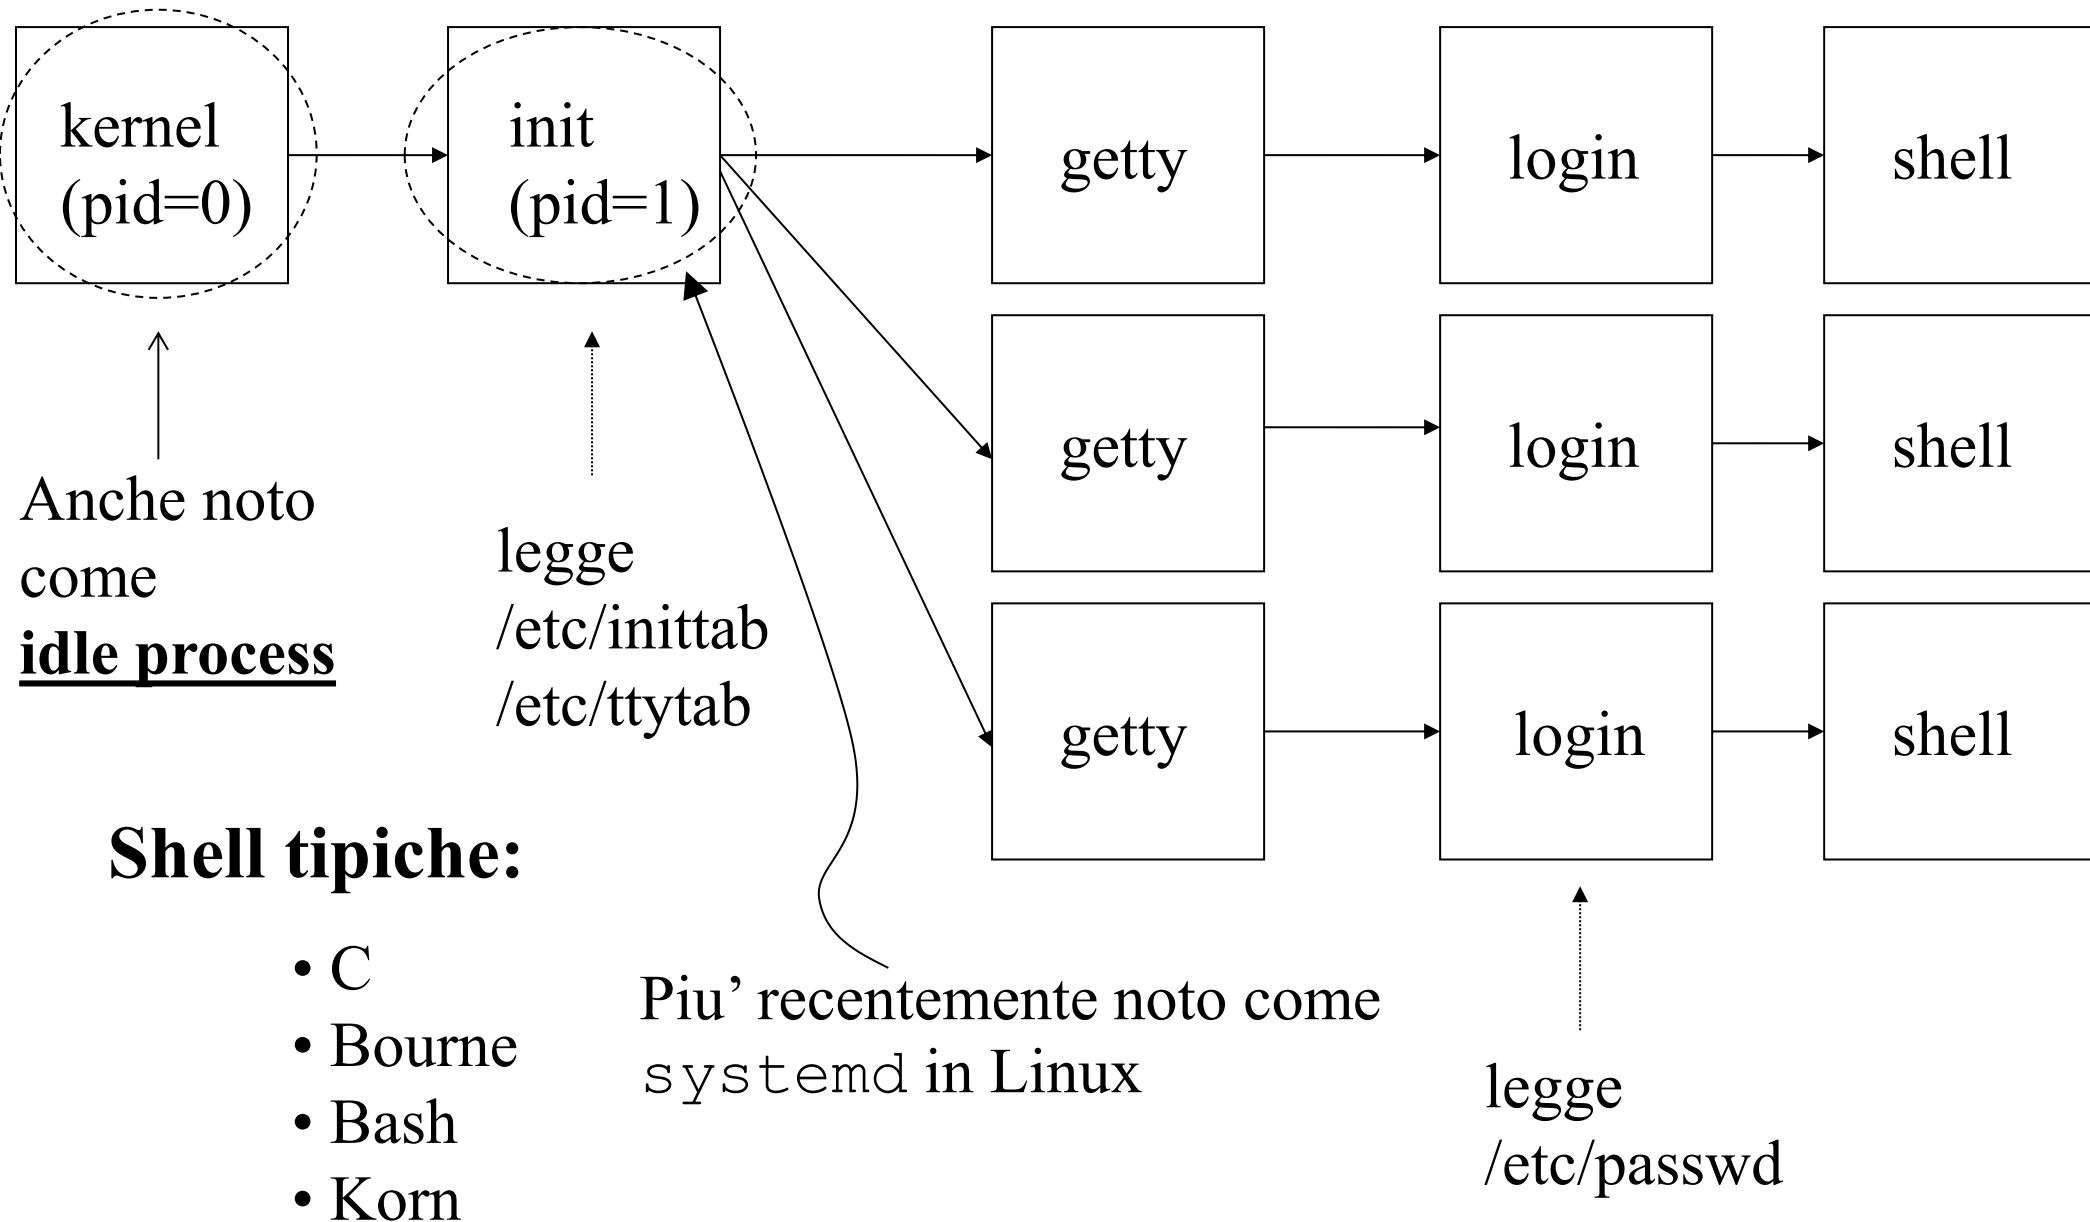 kernel
(pid=0)
init
(pid=1)
getty
login
shell
getty
login
shell
getty
login
shell
Anche noto
come
idle process
legge
/etc/inittab
/etc/ttytab
Shell tipiche:
• C
• Bourne
• Bash
• Korn
Piu’ recentemente noto come
systemd in Linux
legge
/etc/passwd